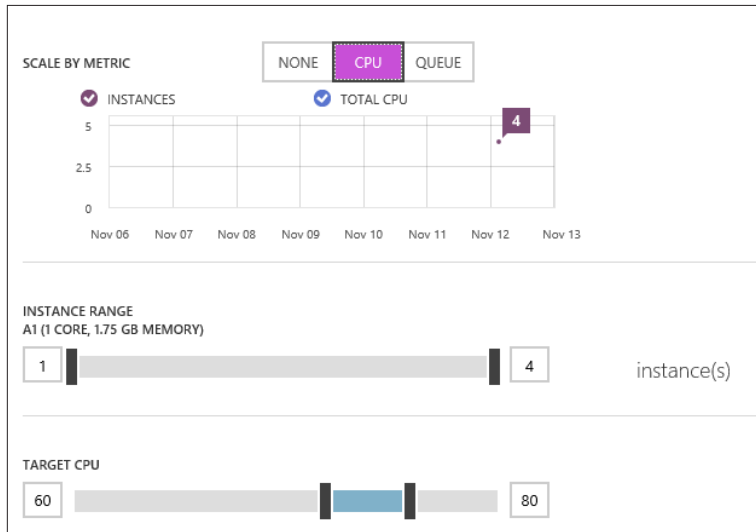 SCALE BY METRIC
NONE CPU QUEUE
INSTANCES TOTAL CPU
4
5
2.5
0
Nov 06 Nov 07 Nov 08 Nov 09 Nov 10 Nov 11 Nov 12 Nov 13
INSTANCE RANGE
A1 (1 CORE, 1.75 GB MEMORY)
1 4 instance(s)
TARGET CPU
60 80